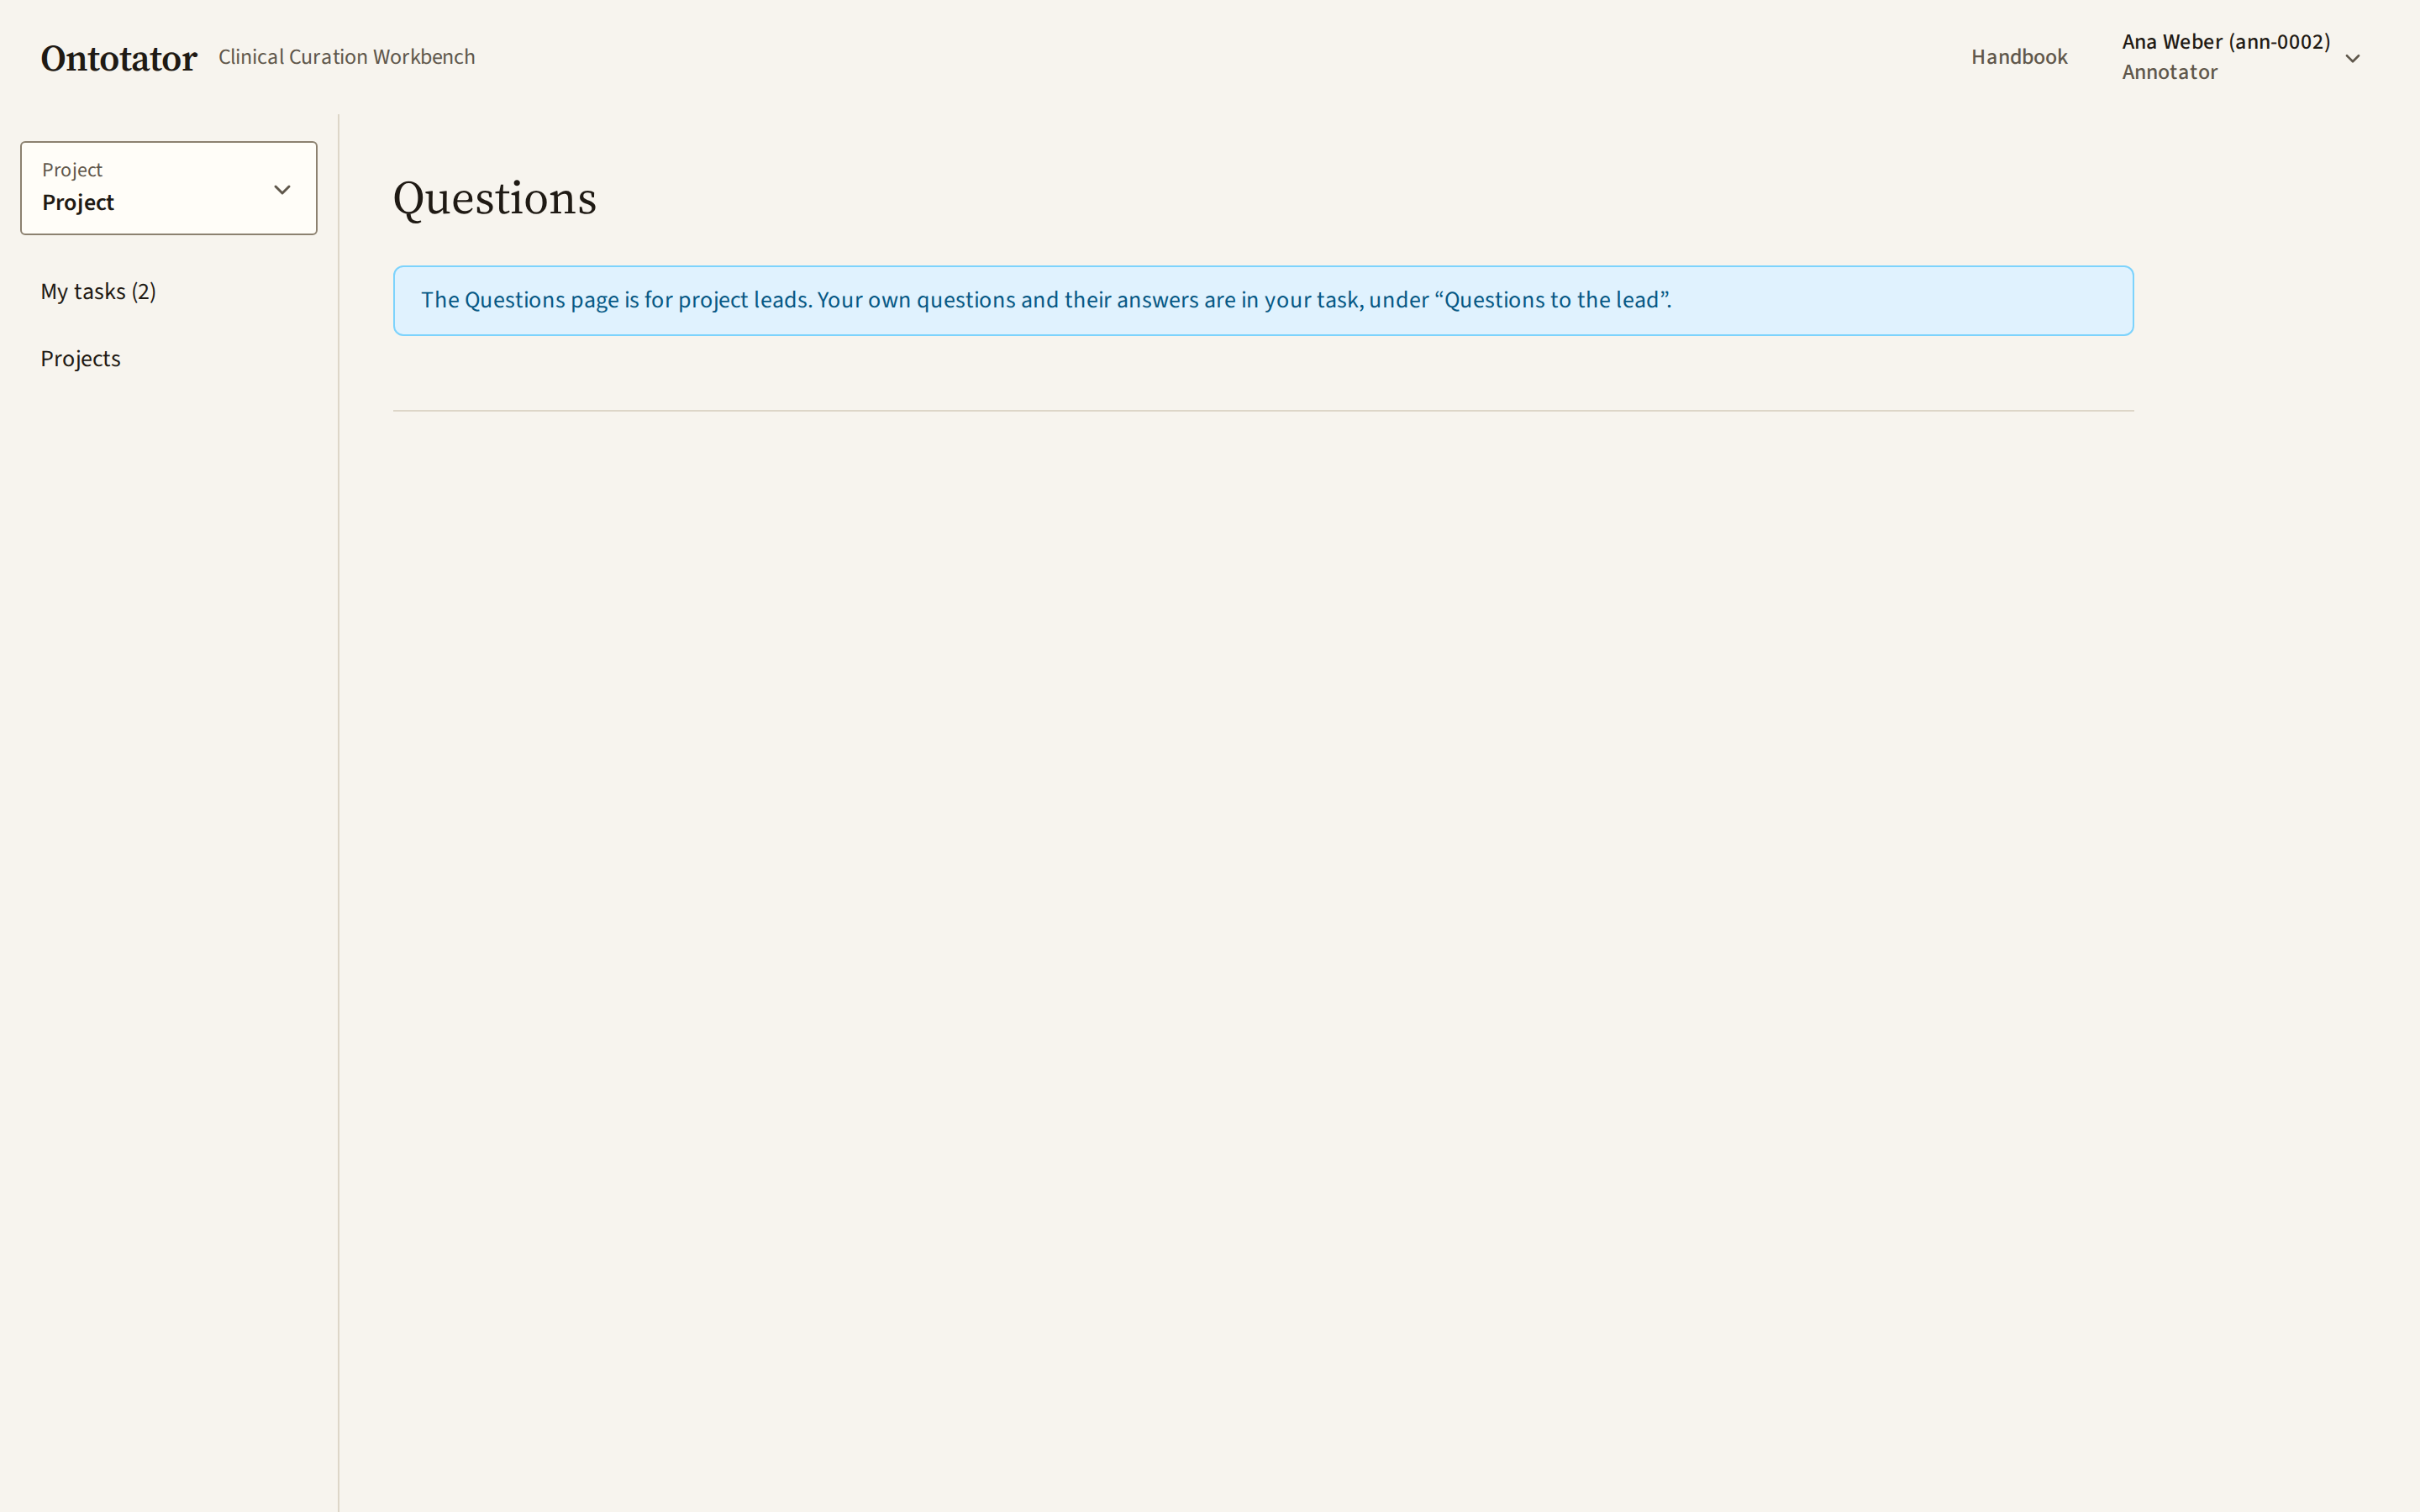 Ontotator
Clinical Curation Workbench
Handbook
Ana Weber (ann-0002)
Annotator
Project
Project
My tasks (2)
Projects
Questions
The Questions page is for project leads. Your own questions and their answers are in your task, under “Questions to the lead”.